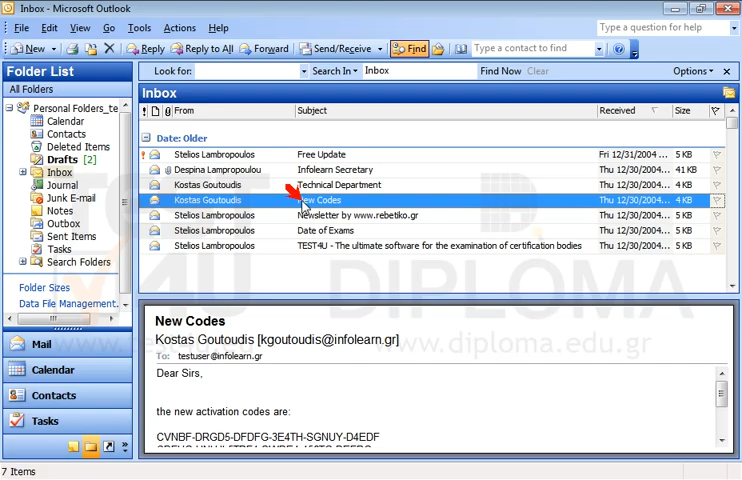 Inbox - Microsoft Outlook
File Edit View Go Tools Actions Help Type a question for help
New Reply Reply to All Forward Send/Receive Find Type a contact to find
Folder List
All Folders
Personal Folders_te
Calendar
Contacts
Deleted Items
Drafts [2]
Inbox
Journal
Junk E-mail
Notes
Outbox
Sent Items
Tasks
Search Folders
Folder Sizes
Data File Management...
Mail
Calendar
Contacts
Tasks
Look for: Search In Inbox Find Now Clear Options
Inbox
! From Subject Received Size
Date: Older
Stelios Lambropoulos Free Update Fri 12/31/2004 ... 5 KB
Despina Lampropoulou Infolearn Secretary Thu 12/30/2004... 41 KB
Kostas Goutoudis Technical Department Thu 12/30/2004... 4 KB
Kostas Goutoudis New Codes Thu 12/30/2004... 4 KB
Stelios Lambropoulos Newsletter by www.rebetiko.gr Thu 12/30/2004... 5 KB
Stelios Lambropoulos Date of Exams Thu 12/30/2004... 5 KB
Stelios Lambropoulos TEST4U - The ultimate software for the examination of certification bodies Thu 12/30/2004... 5 KB
TEST
4U
DIPLOMA
www.diploma.edu.gr
New Codes
Kostas Goutoudis [kgoutoudis@infolearn.gr]
To: testuser@infolearn.gr
Dear Sirs,
the new activation codes are:
CVNBF-DRGD5-DFDFG-3E4TH-SGNUY-D4EDF
7 Items